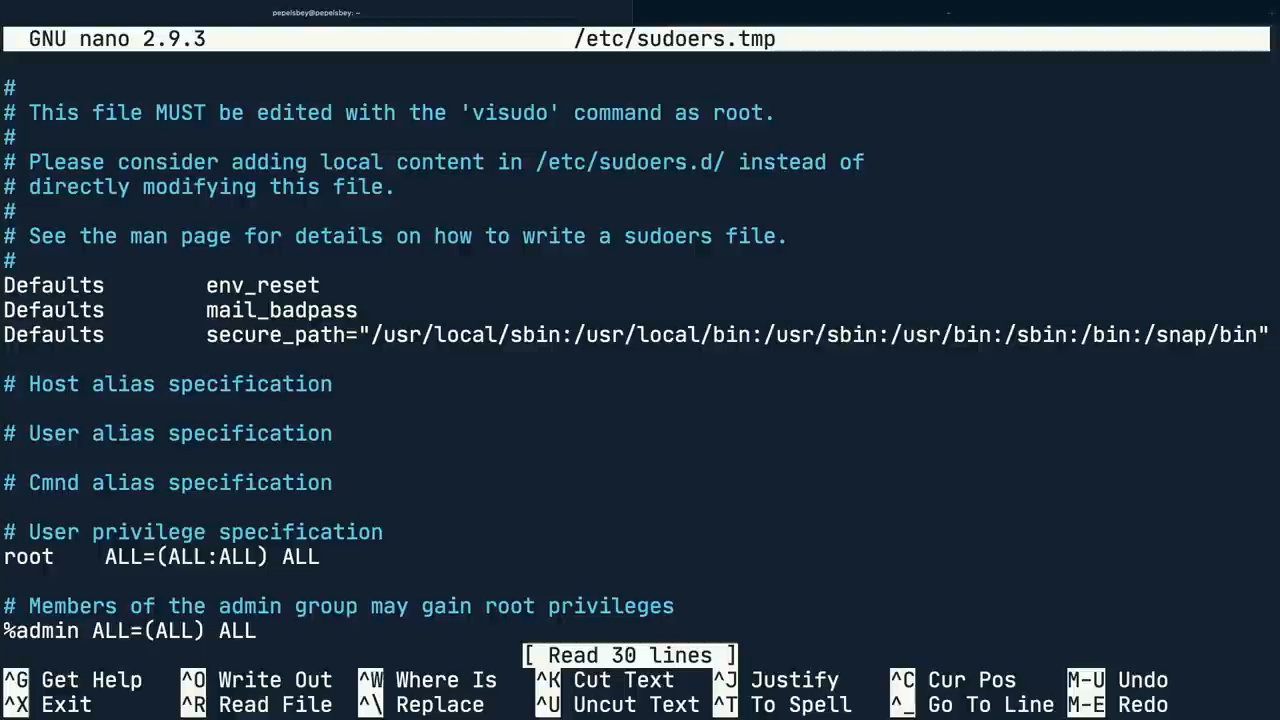 pepelsbey@pepelsbey: ~
GNU nano 2.9.3 /etc/sudoers.tmp
#
# This file MUST be edited with the 'visudo' command as root.
#
# Please consider adding local content in /etc/sudoers.d/ instead of
# directly modifying this file.
#
# See the man page for details on how to write a sudoers file.
#
Defaults env_reset
Defaults mail_badpass
Defaults secure_path="/usr/local/sbin:/usr/local/bin:/usr/sbin:/usr/bin:/sbin:/bin:/snap/bin"
# Host alias specification
# User alias specification
# Cmnd alias specification
# User privilege specification
root ALL=(ALL:ALL) ALL
# Members of the admin group may gain root privileges
%admin ALL=(ALL) ALL
[ Read 30 lines ]
^G Get Help ^O Write Out ^W Where Is ^K Cut Text ^J Justify ^C Cur Pos M-U Undo
^X Exit ^R Read File ^\ Replace ^U Uncut Text ^T To Spell ^_ Go To Line M-E Redo